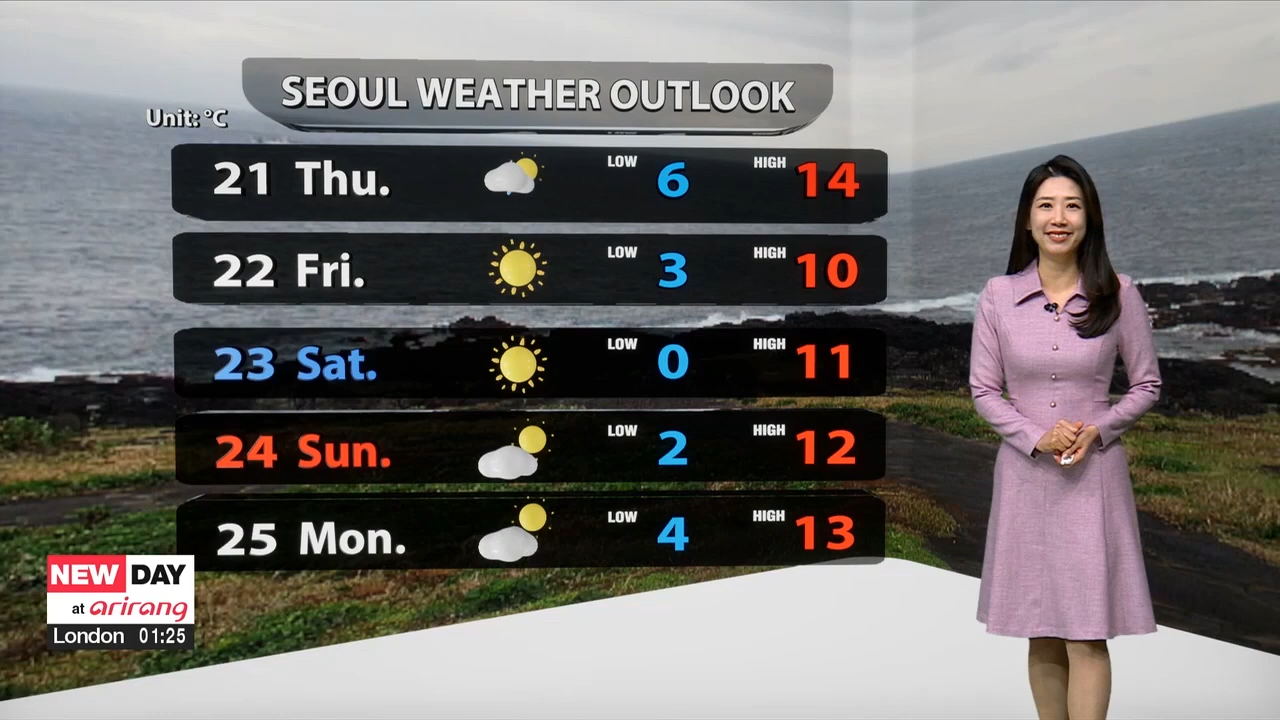 SEOUL WEATHER OUTLOOK
Unit: °C
21 Thu. LOW 6 HIGH 14
22 Fri. LOW 3 HIGH 10
23 Sat. LOW 0 HIGH 11
24 Sun. LOW 2 HIGH 12
25 Mon. LOW 4 HIGH 13
NEW DAY
at arirang
London 01:25